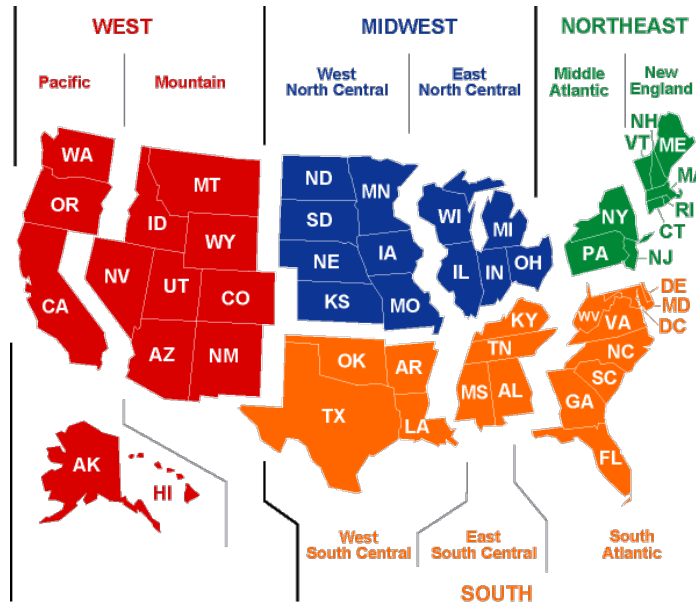 WEST
MIDWEST
NORTHEAST
Pacific
Mountain
West
North Central
East
North Central
Middle
Atlantic
New
England
WA
OR
CA
MT
ID
WY
NV
UT
CO
AZ
NM
AK
HI
ND
SD
NE
KS
MN
IA
MO
WI
MI
IL
IN
OH
NH
VT
ME
MA
RI
CT
NY
PA
NJ
OK
TX
AR
LA
KY
TN
MS
AL
DE
MD
DC
WV
VA
NC
SC
GA
FL
West
South Central
East
South Central
South
Atlantic
SOUTH